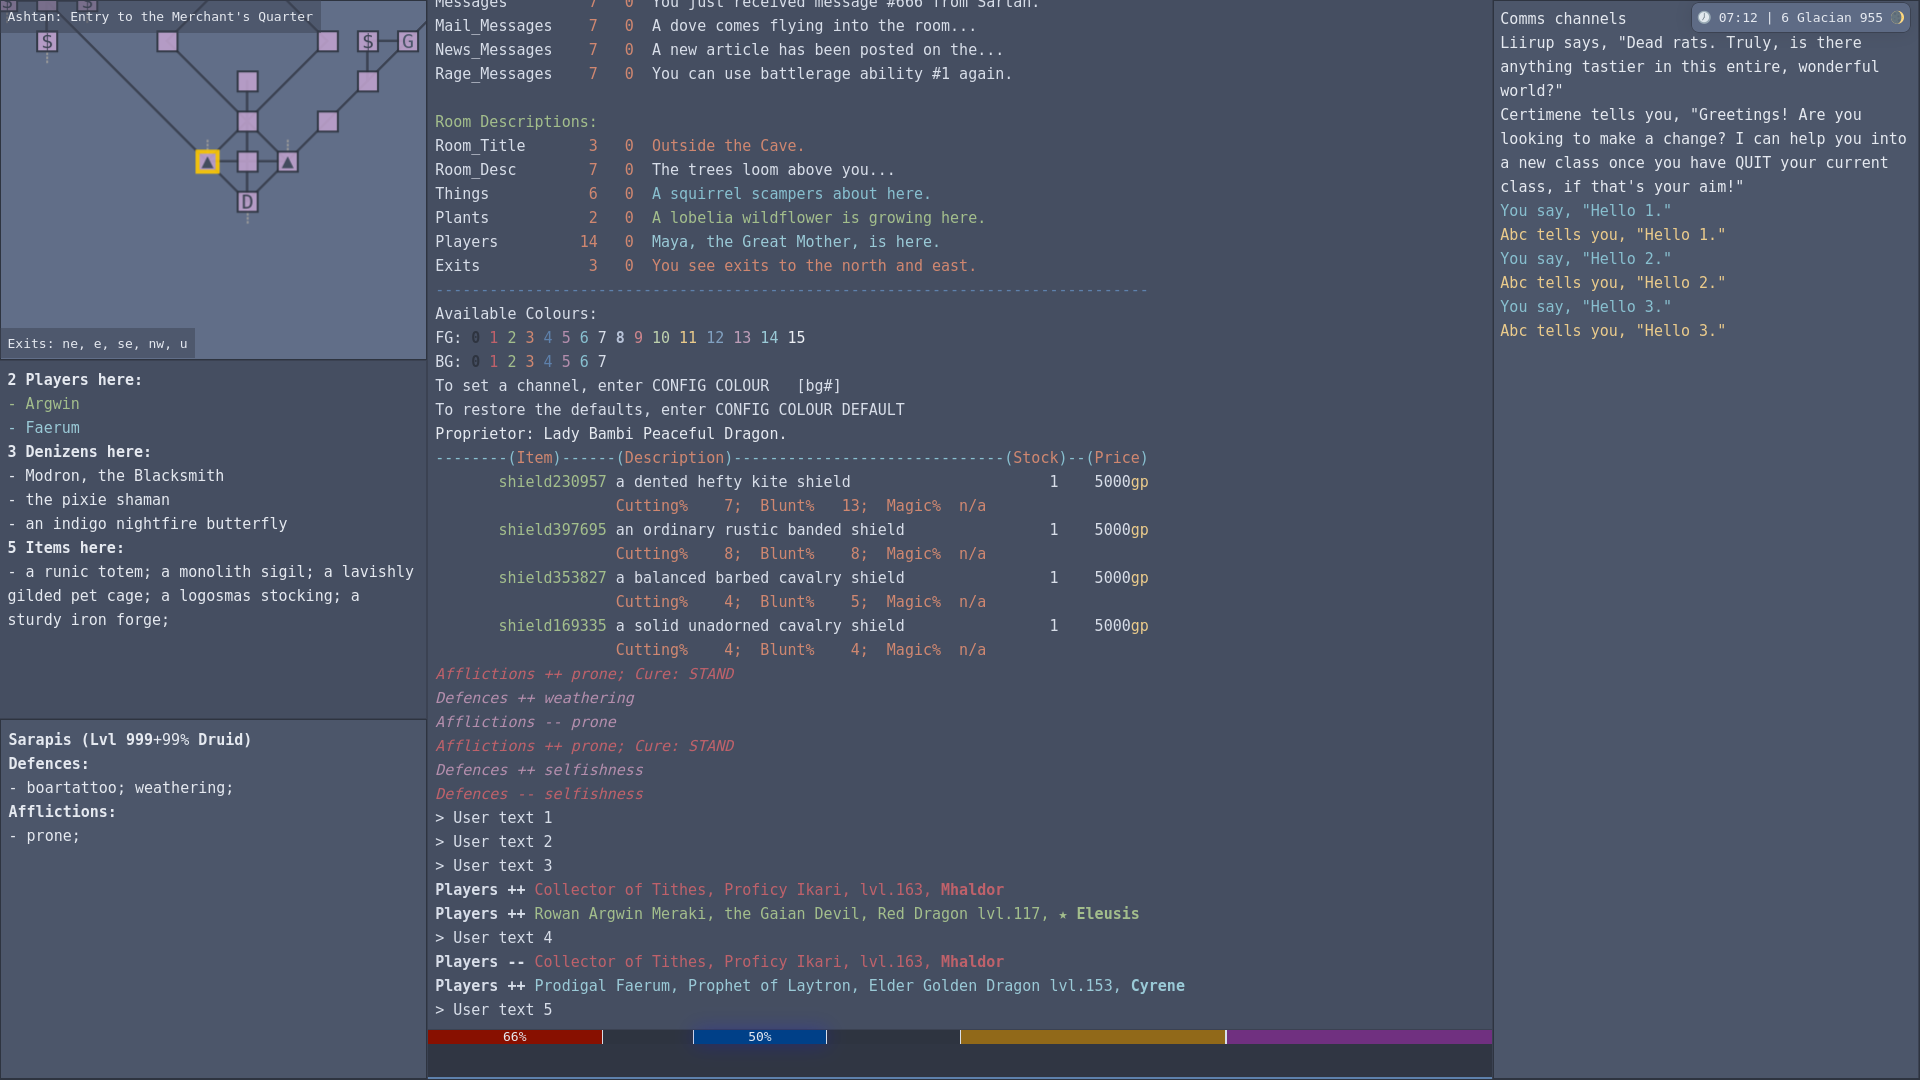 Ashtan: Entry to the Merchant's Quarter
$ $ G
D
Exits: ne, e, se, nw, u
2 Players here:
- Argwin
- Faerum
3 Denizens here:
- Modron, the Blacksmith
- the pixie shaman
- an indigo nightfire butterfly
5 Items here:
- a runic totem; a monolith sigil; a lavishly
gilded pet cage; a logosmas stocking; a
sturdy iron forge;
Sarapis (Lvl 999+99% Druid)
Defences:
- boartattoo; weathering;
Afflictions:
- prone;
Messages 7 0 You just received message #666 from Sartan.
Mail_Messages 7 0 A dove comes flying into the room...
News_Messages 7 0 A new article has been posted on the...
Rage_Messages 7 0 You can use battlerage ability #1 again.
Room Descriptions:
Room_Title 3 0 Outside the Cave.
Room_Desc 7 0 The trees loom above you...
Things 6 0 A squirrel scampers about here.
Plants 2 0 A lobelia wildflower is growing here.
Players 14 0 Maya, the Great Mother, is here.
Exits 3 0 You see exits to the north and east.
-------------------------------------------------------------------------------
Available Colours:
FG: 0 1 2 3 4 5 6 7 8 9 10 11 12 13 14 15
BG: 0 1 2 3 4 5 6 7
To set a channel, enter CONFIG COLOUR [bg#]
To restore the defaults, enter CONFIG COLOUR DEFAULT
Proprietor: Lady Bambi Peaceful Dragon.
--------(Item)------(Description)------------------------------(Stock)--(Price)
shield230957 a dented hefty kite shield 1 5000gp
Cutting% 7; Blunt% 13; Magic% n/a
shield397695 an ordinary rustic banded shield 1 5000gp
Cutting% 8; Blunt% 8; Magic% n/a
shield353827 a balanced barbed cavalry shield 1 5000gp
Cutting% 4; Blunt% 5; Magic% n/a
shield169335 a solid unadorned cavalry shield 1 5000gp
Cutting% 4; Blunt% 4; Magic% n/a
Afflictions ++ prone; Cure: STAND
Defences ++ weathering
Afflictions -- prone
Afflictions ++ prone; Cure: STAND
Defences ++ selfishness
Defences -- selfishness
> User text 1
> User text 2
> User text 3
Players ++ Collector of Tithes, Proficy Ikari, lvl.163, Mhaldor
Players ++ Rowan Argwin Meraki, the Gaian Devil, Red Dragon lvl.117, ★ Eleusis
> User text 4
Players -- Collector of Tithes, Proficy Ikari, lvl.163, Mhaldor
Players ++ Prodigal Faerum, Prophet of Laytron, Elder Golden Dragon lvl.153, Cyrene
> User text 5
66% 50%
Comms channels
07:12 | 6 Glacian 955
Liirup says, "Dead rats. Truly, is there
anything tastier in this entire, wonderful
world?"
Certimene tells you, "Greetings! Are you
looking to make a change? I can help you into
a new class once you have QUIT your current
class, if that's your aim!"
You say, "Hello 1."
Abc tells you, "Hello 1."
You say, "Hello 2."
Abc tells you, "Hello 2."
You say, "Hello 3."
Abc tells you, "Hello 3."